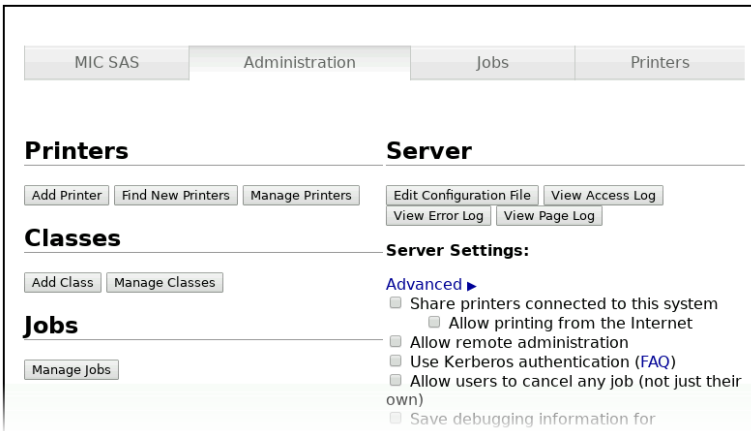 MIC SAS Administration Jobs Printers
Printers
Add Printer Find New Printers Manage Printers
Classes
Add Class Manage Classes
Jobs
Manage Jobs
Server
Edit Configuration File View Access Log
View Error Log View Page Log
Server Settings:
Advanced ▶
Share printers connected to this system
Allow printing from the Internet
Allow remote administration
Use Kerberos authentication (FAQ)
Allow users to cancel any job (not just their
own)
Save debugging information for